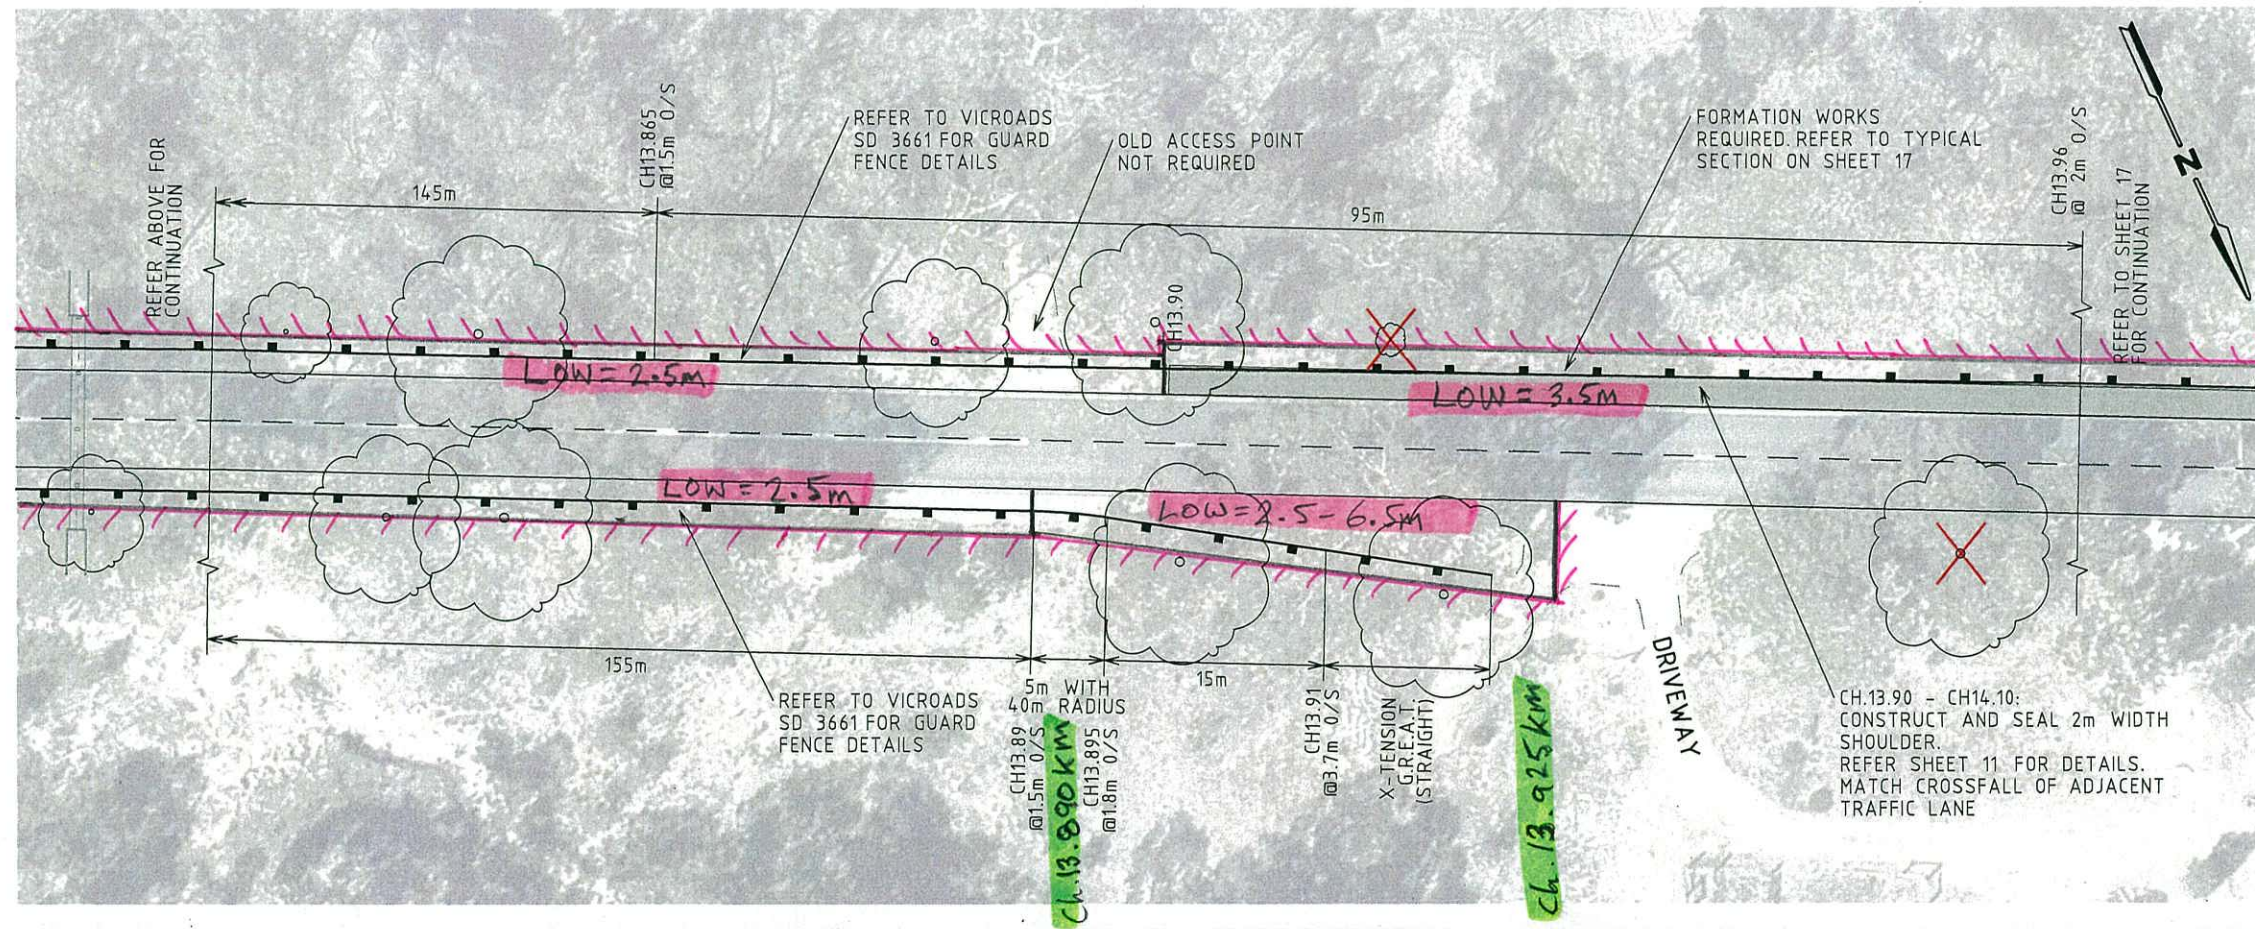 REFER ABOVE FOR
CONTINUATION
145m
CH13.865
@1.5m O/S
REFER TO VICROADS
SD 3661 FOR GUARD
FENCE DETAILS
OLD ACCESS POINT
NOT REQUIRED
95m
FORMATION WORKS
REQUIRED. REFER TO TYPICAL
SECTION ON SHEET 17
CH13.96
@ 2m O/S
REFER TO SHEET 17
FOR CONTINUATION
N
CH13.90
LOW = 2.5m
LOW = 3.5m
LOW = 2.5m
LOW = 2.5 - 6.5m
155m
REFER TO VICROADS
SD 3661 FOR GUARD
FENCE DETAILS
5m WITH
40m RADIUS
CH13.89
@1.5m O/S
Ch.13.890km
CH13.895
@1.8m O/S
15m
CH13.91
@3.7m O/S
X-TENSION
G.R.E.A.T.
(STRAIGHT)
Ch.13.925km
DRIVEWAY
CH.13.90 - CH14.10:
CONSTRUCT AND SEAL 2m WIDTH
SHOULDER.
REFER SHEET 11 FOR DETAILS.
MATCH CROSSFALL OF ADJACENT
TRAFFIC LANE